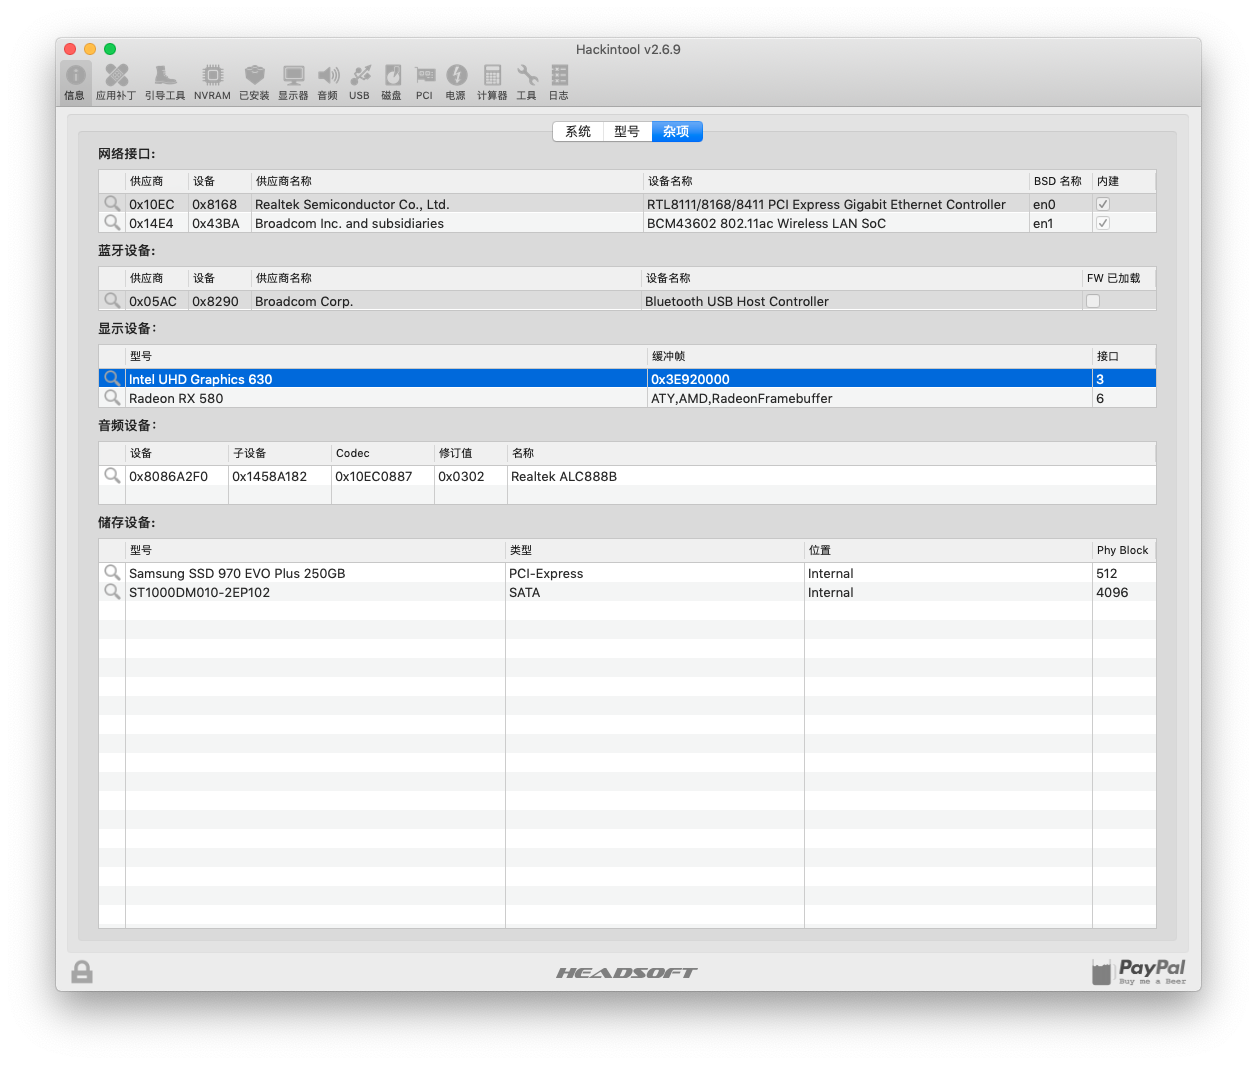 Hackintool v2.6.9
信息 应用补丁 引导工具 NVRAM 已安装 显示器 音频 USB 磁盘 PCI 电源 计算器 工具 日志
系统 型号 杂项
网络接口:
供应商 设备 供应商名称 设备名称 BSD 名称 内建
0x10EC 0x8168 Realtek Semiconductor Co., Ltd. RTL8111/8168/8411 PCI Express Gigabit Ethernet Controller en0
0x14E4 0x43BA Broadcom Inc. and subsidiaries BCM43602 802.11ac Wireless LAN SoC en1
蓝牙设备:
供应商 设备 供应商名称 设备名称 FW 已加载
0x05AC 0x8290 Broadcom Corp. Bluetooth USB Host Controller
显示设备:
型号 缓冲帧 接口
Intel UHD Graphics 630 0x3E920000 3
Radeon RX 580 ATY,AMD,RadeonFramebuffer 6
音频设备:
设备 子设备 Codec 修订值 名称
0x8086A2F0 0x1458A182 0x10EC0887 0x0302 Realtek ALC888B
储存设备:
型号 类型 位置 Phy Block
Samsung SSD 970 EVO Plus 250GB PCI-Express Internal 512
ST1000DM010-2EP102 SATA Internal 4096
HEADSOFT
PayPal
Buy me a Beer